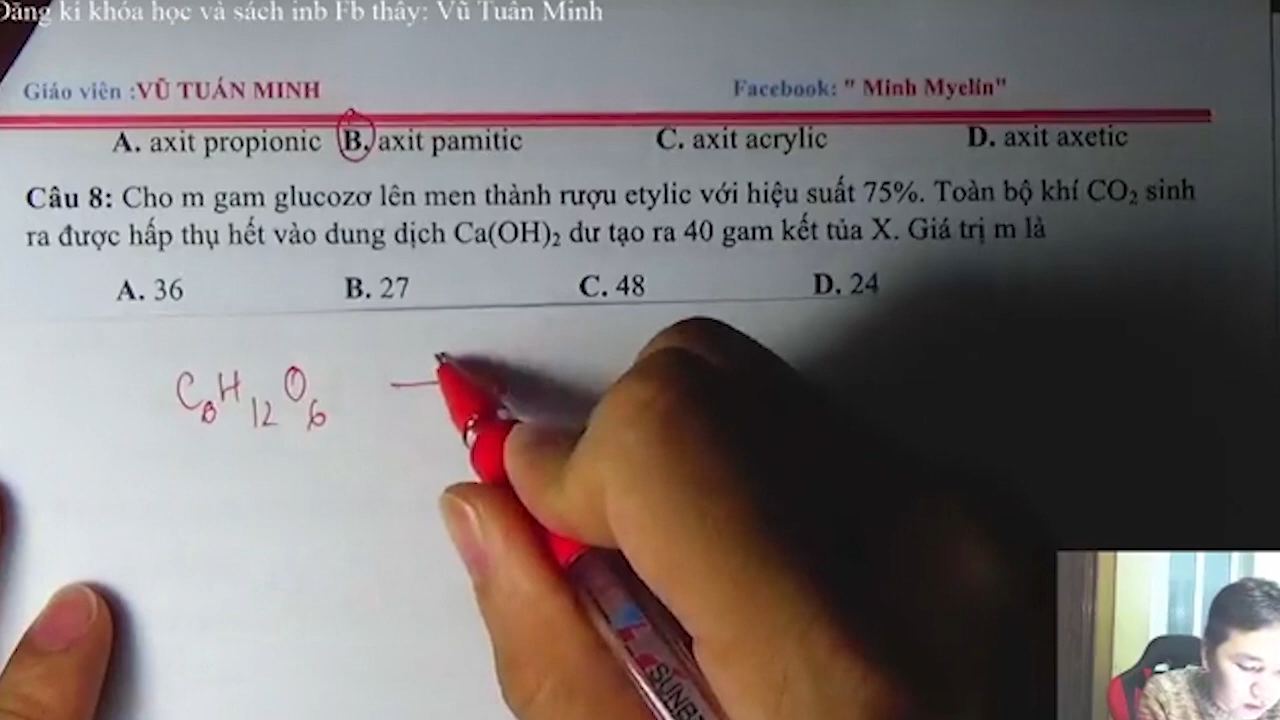 Đăng kí khóa học và sách inb Fb thầy: Vũ Tuấn Minh
Giáo viên :VŨ TUẤN MINH Facebook: " Minh Myelin"
A. axit propionic B. axit pamitic C. axit acrylic D. axit axetic
Câu 8: Cho m gam glucozơ lên men thành rượu etylic với hiệu suất 75%. Toàn bộ khí CO₂ sinh
ra được hấp thụ hết vào dung dịch Ca(OH)₂ dư tạo ra 40 gam kết tủa X. Giá trị m là
A. 36 B. 27 C. 48 D. 24
C₆H₁₂O₆